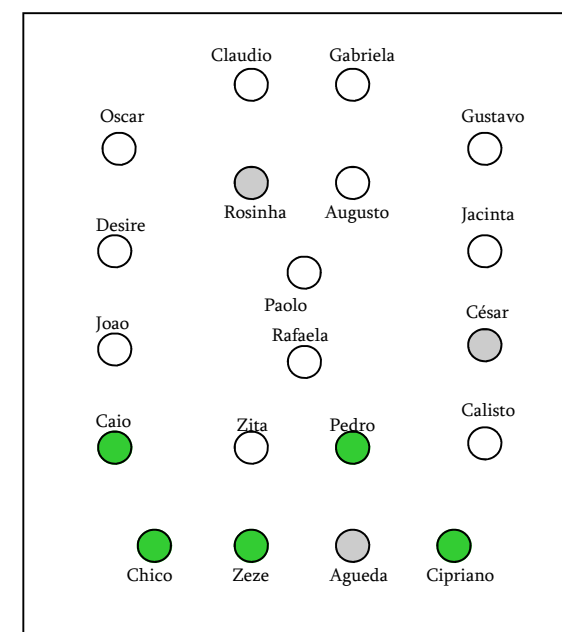 Claudio
Gabriela
Oscar
Gustavo
Rosinha
Augusto
Jacinta
Desire
Paolo
César
Joao
Rafaela
Caio
Zita
Pedro
Calisto
Chico
Zeze
Agueda
Cipriano